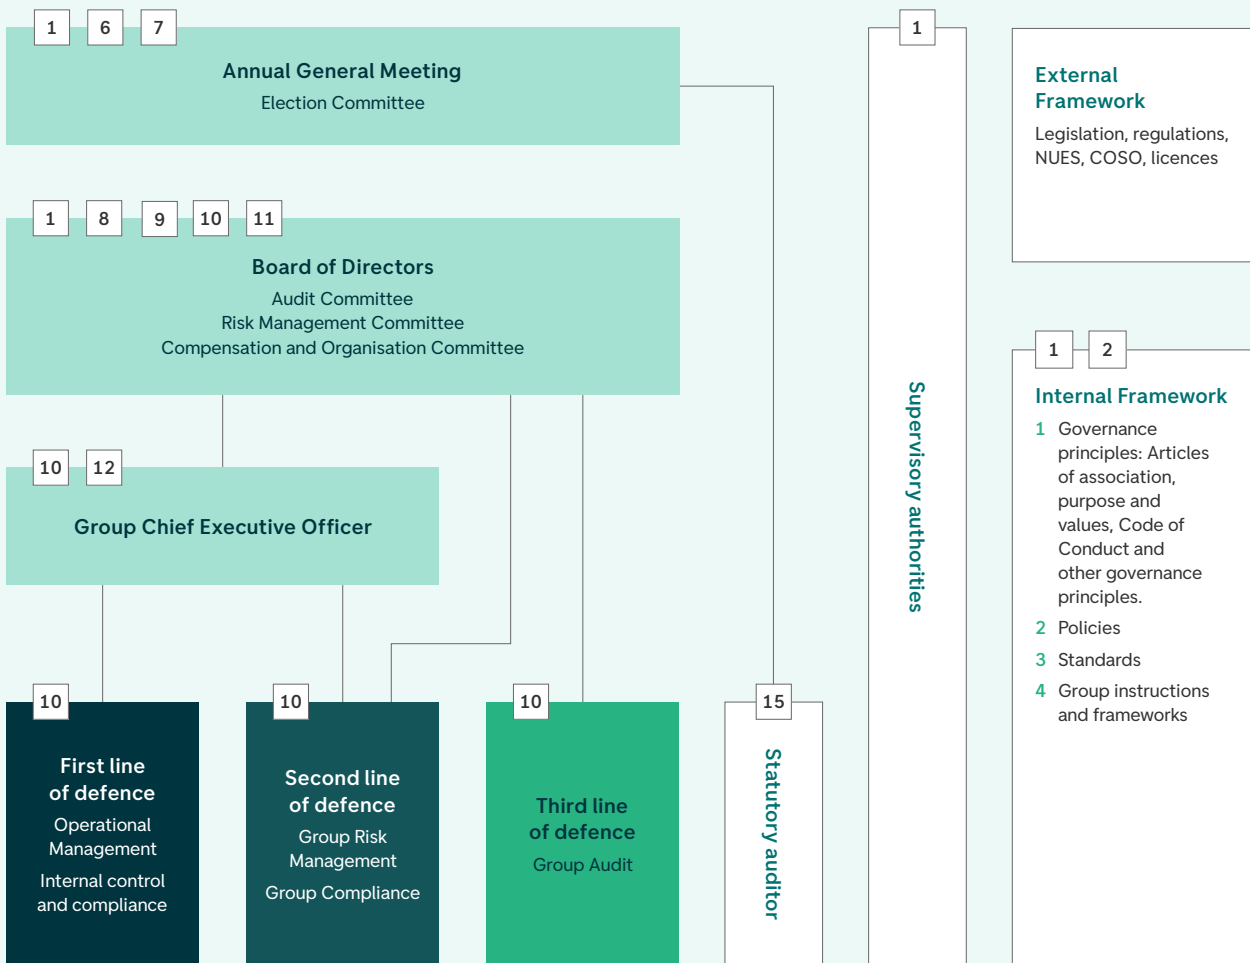 1 6 7
Annual General Meeting
Election Committee
1 8 9 10 11
Board of Directors
Audit Committee
Risk Management Committee
Compensation and Organisation Committee
10 12
Group Chief Executive Officer
10
First line
of defence
Operational
Management
Internal control
and compliance
10
Second line
of defence
Group Risk
Management
Group Compliance
10
Third line
of defence
Group Audit
15
Statutory auditor
1
Supervisory authorities
External
Framework
Legislation, regulations,
NUES, COSO, licences
1 2
Internal Framework
1 Governance
principles: Articles
of association,
purpose and
values, Code of
Conduct and
other governance
principles.
2 Policies
3 Standards
4 Group instructions
and frameworks